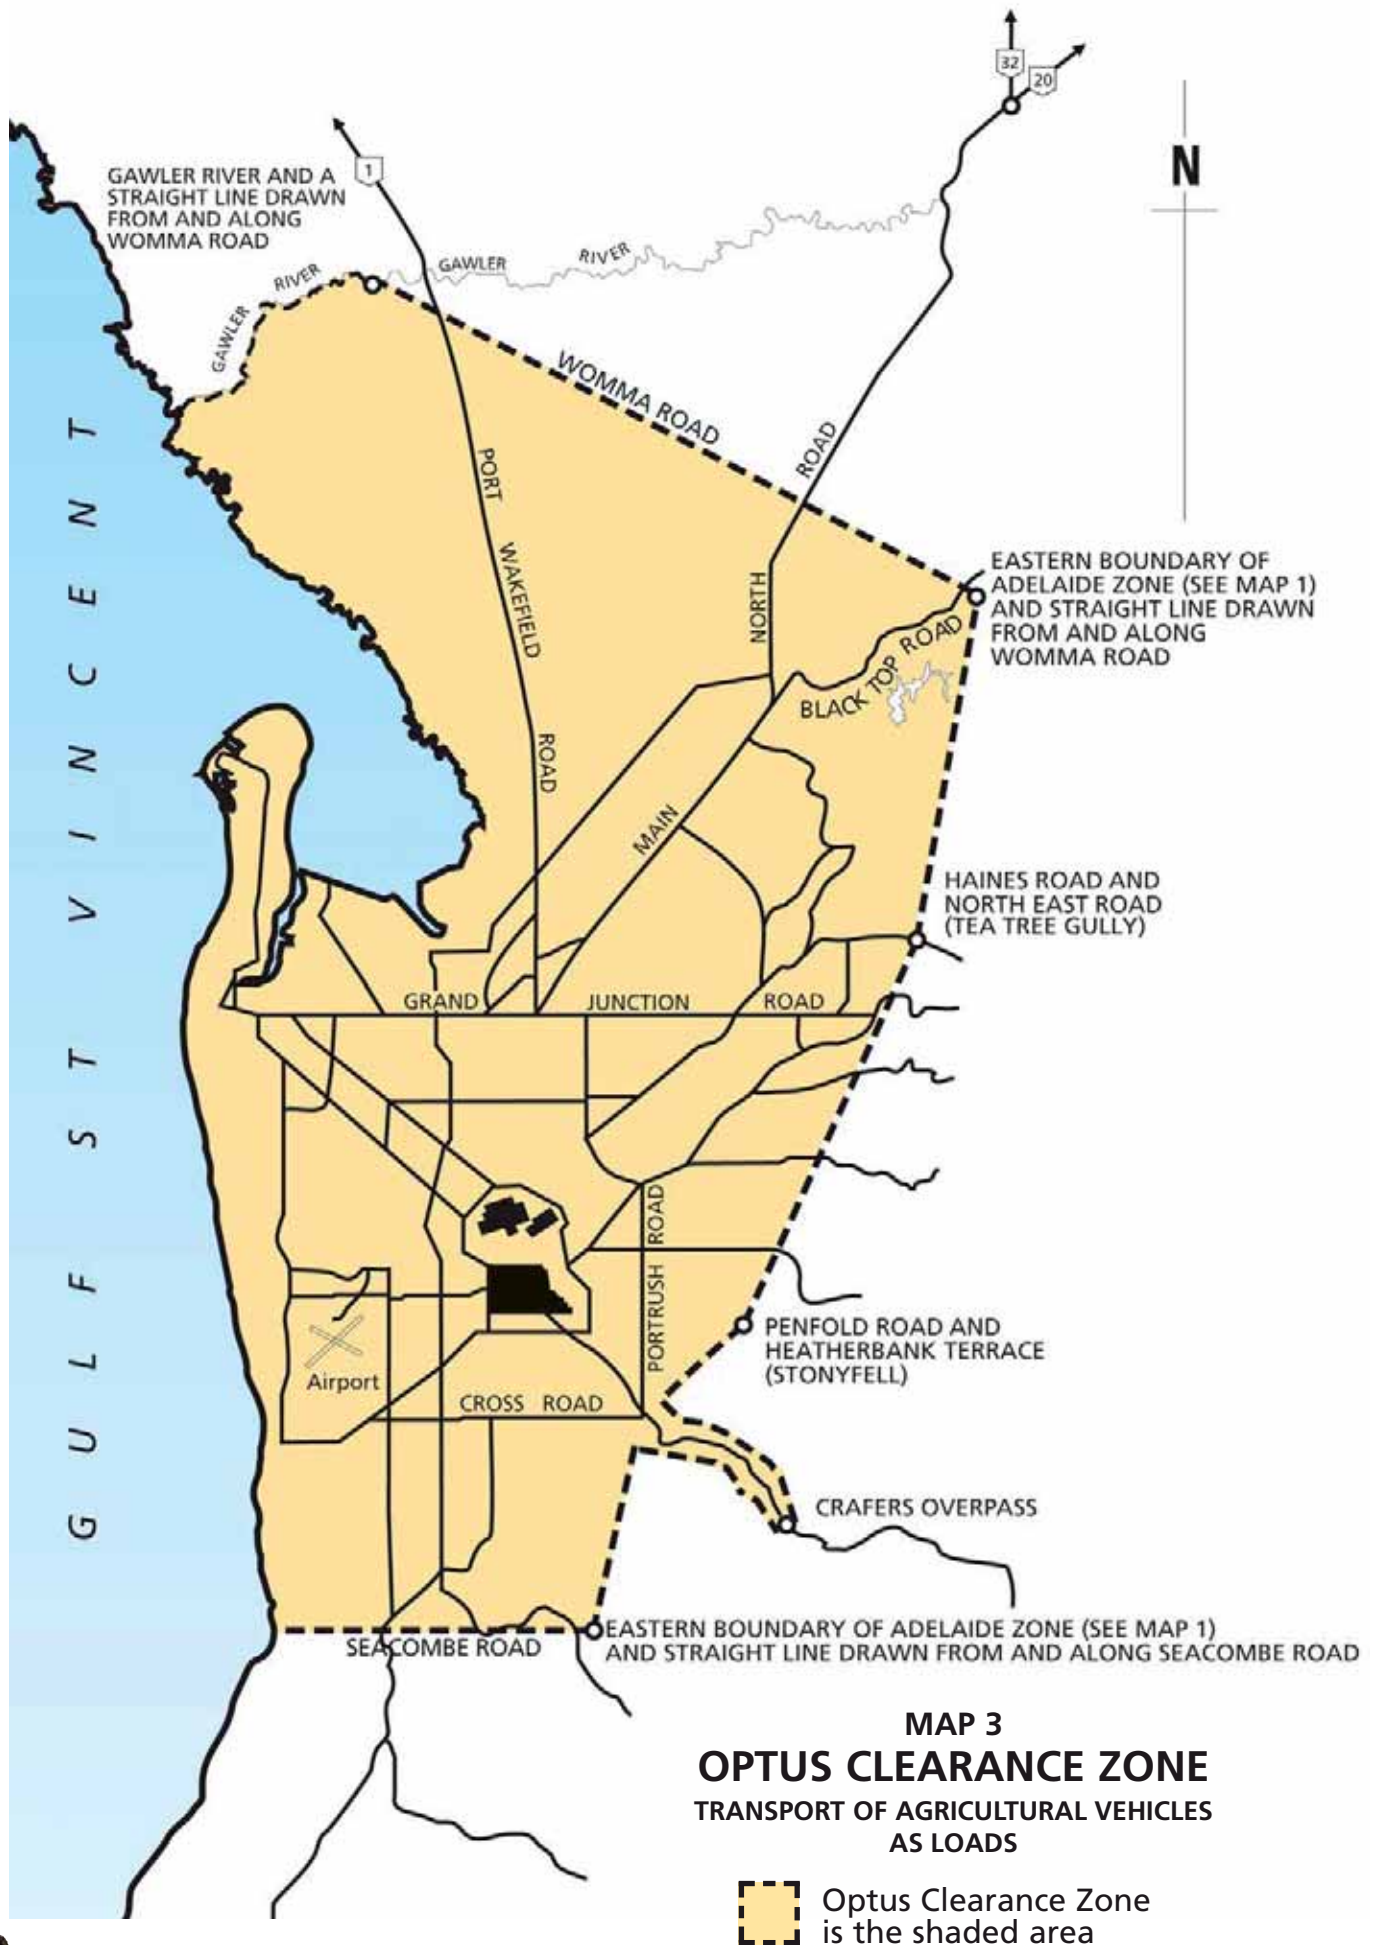 32
20
1
N
GAWLER RIVER AND A
STRAIGHT LINE DRAWN
FROM AND ALONG
WOMMA ROAD
GAWLER RIVER
GAWLER RIVER
WOMMA ROAD
PORT WAKEFIELD ROAD
NORTH ROAD
EASTERN BOUNDARY OF
ADELAIDE ZONE (SEE MAP 1)
AND STRAIGHT LINE DRAWN
FROM AND ALONG
WOMMA ROAD
BLACK TOP ROAD
MAIN
HAINES ROAD AND
NORTH EAST ROAD
(TEA TREE GULLY)
GRAND JUNCTION ROAD
GULF ST VINCENT
PORTRUSH ROAD
PENFOLD ROAD AND
HEATHERBANK TERRACE
(STONYFELL)
Airport
CROSS ROAD
CRAFERS OVERPASS
EASTERN BOUNDARY OF ADELAIDE ZONE (SEE MAP 1)
AND STRAIGHT LINE DRAWN FROM AND ALONG SEACOMBE ROAD
SEACOMBE ROAD
MAP 3
OPTUS CLEARANCE ZONE
TRANSPORT OF AGRICULTURAL VEHICLES
AS LOADS
Optus Clearance Zone
is the shaded area